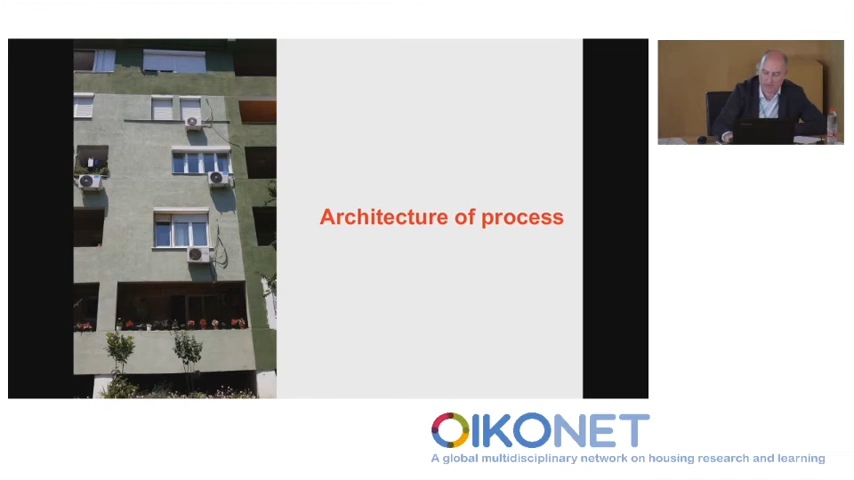 Architecture of process
OIKONET
A global multidisciplinary network on housing research and learning